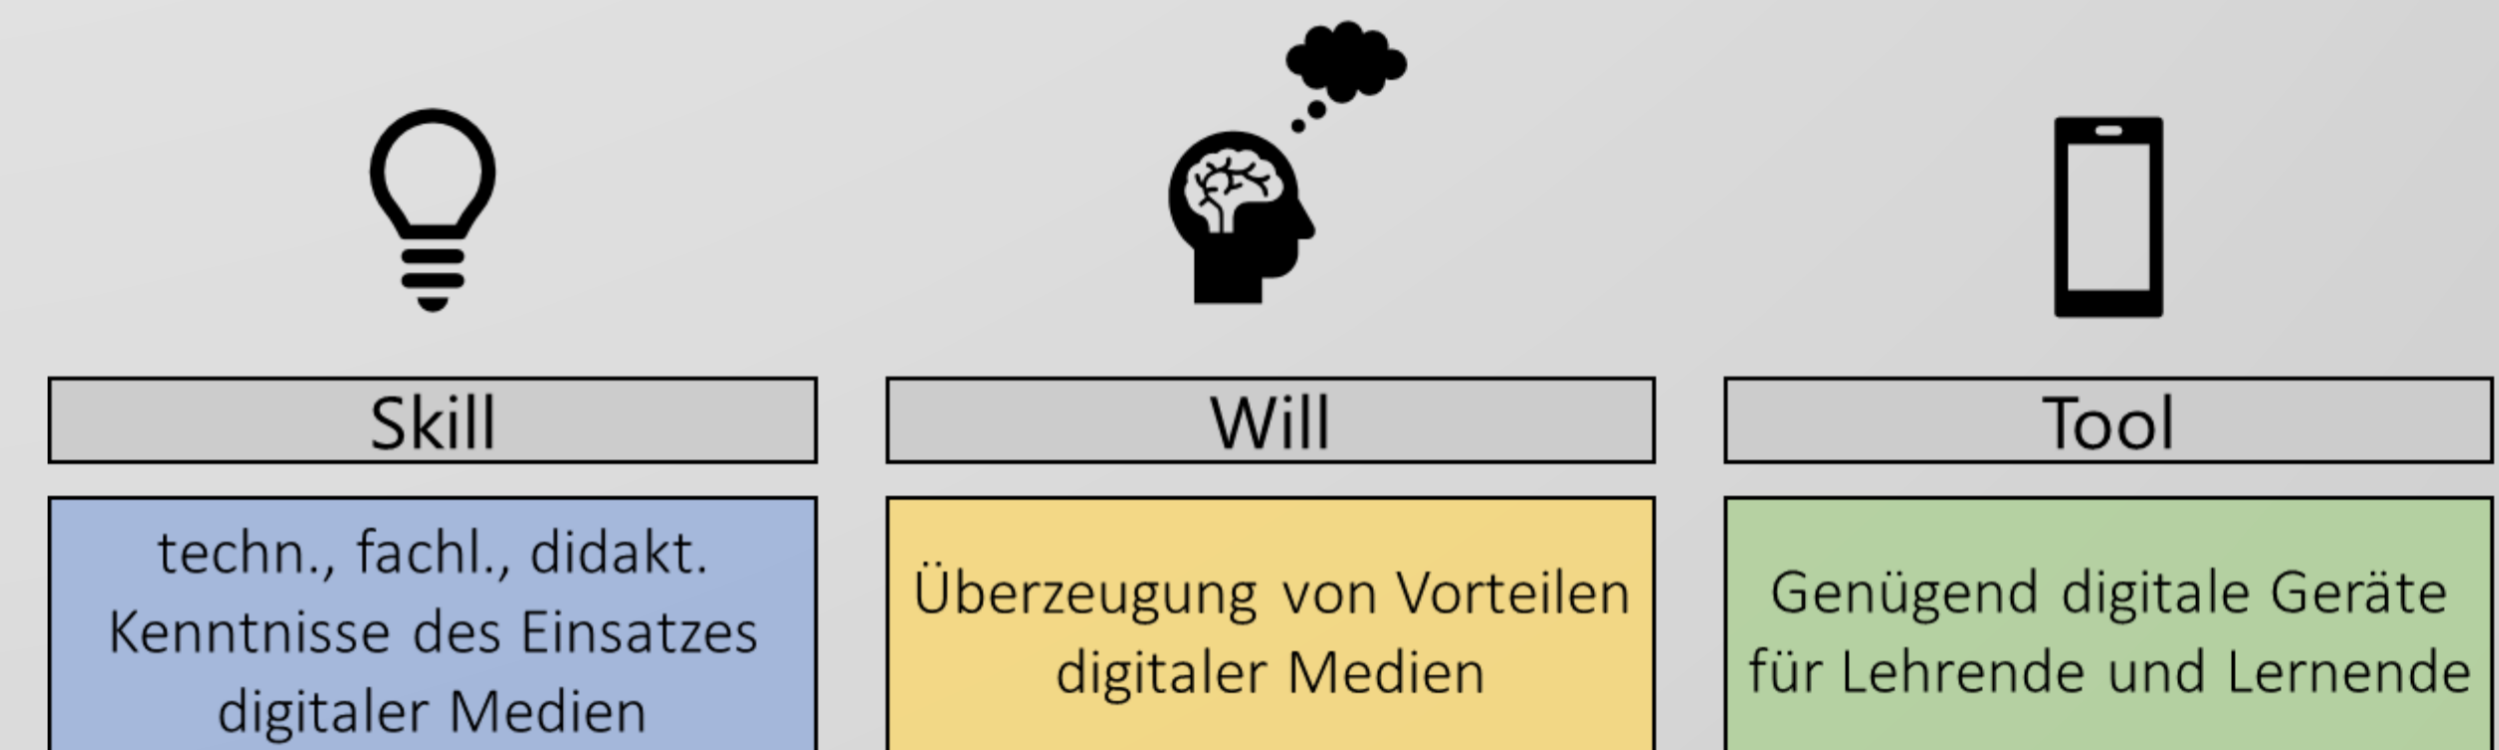 Skill
techn., fachl., didakt.
Kenntnisse des Einsatzes
digitaler Medien
Will
Überzeugung von Vorteilen
digitaler Medien
Tool
Genügend digitale Geräte
für Lehrende und Lernende